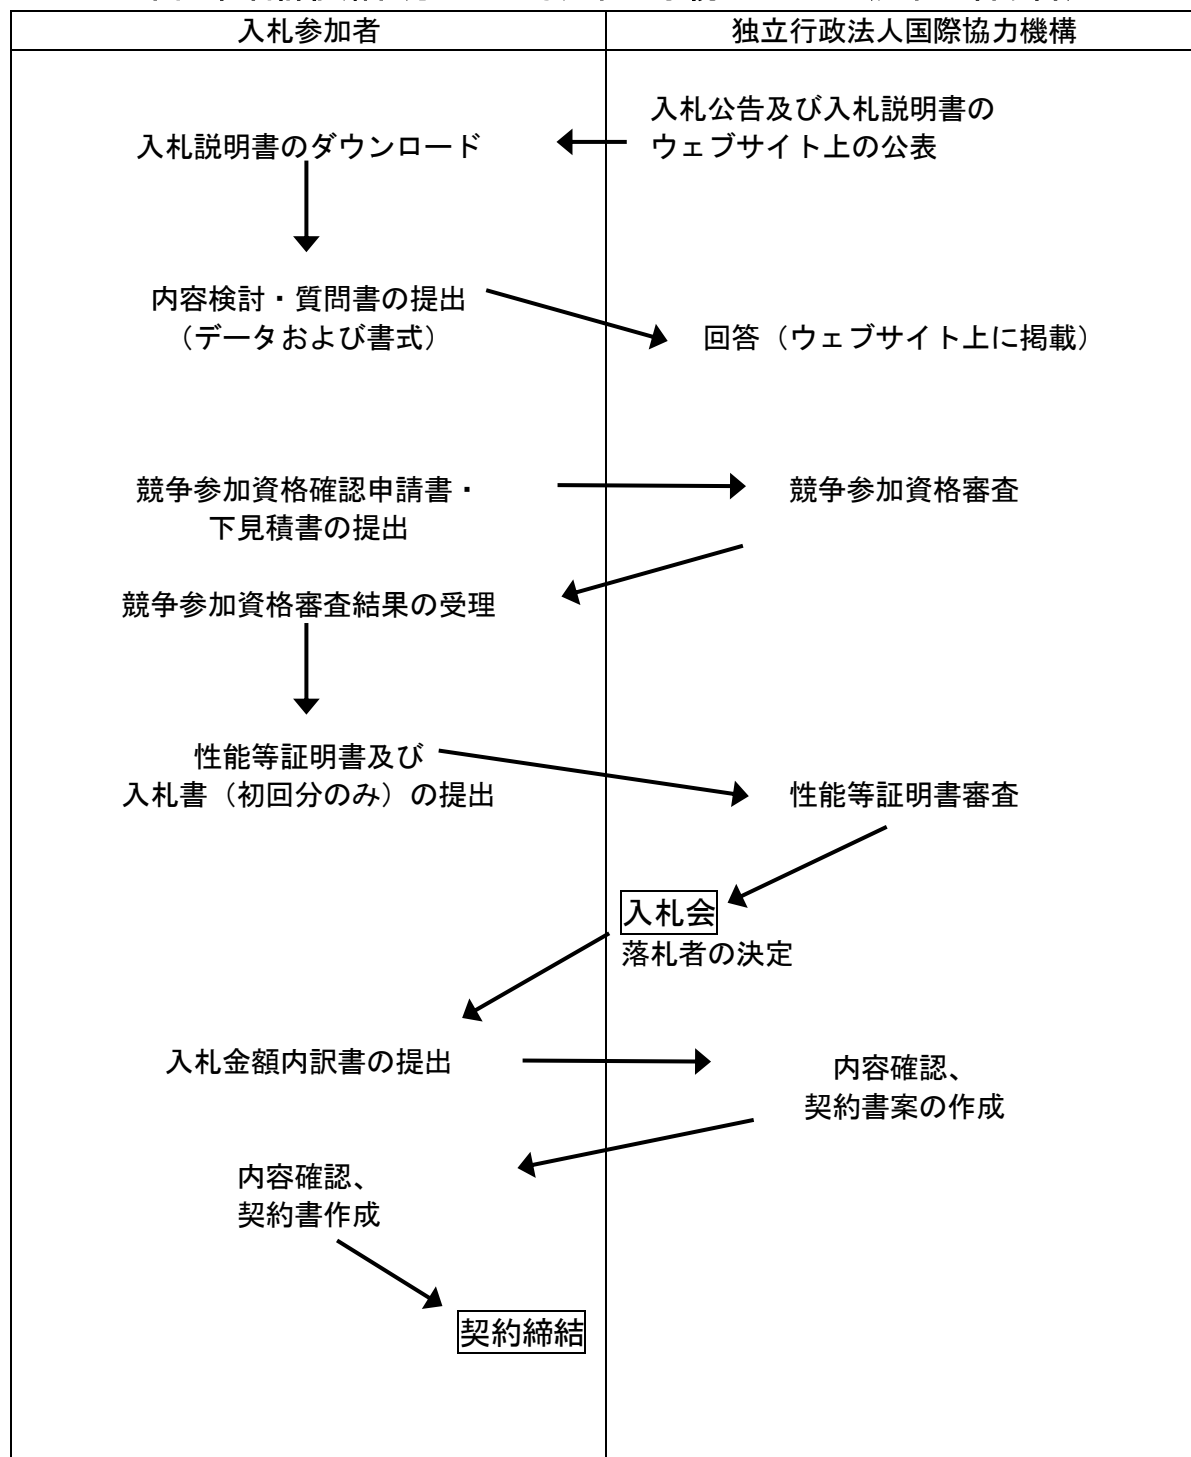 入札参加者
独立行政法人国際協力機構
入札公告及び入札説明書の
ウェブサイト上の公表
入札説明書のダウンロード
内容検討・質問書の提出
（データおよび書式）
回答（ウェブサイト上に掲載）
競争参加資格確認申請書・
下見積書の提出
競争参加資格審査
競争参加資格審査結果の受理
性能等証明書及び
入札書（初回分のみ）の提出
性能等証明書審査
入札会
落札者の決定
入札金額内訳書の提出
内容確認、
契約書案の作成
内容確認、
契約書作成
契約締結